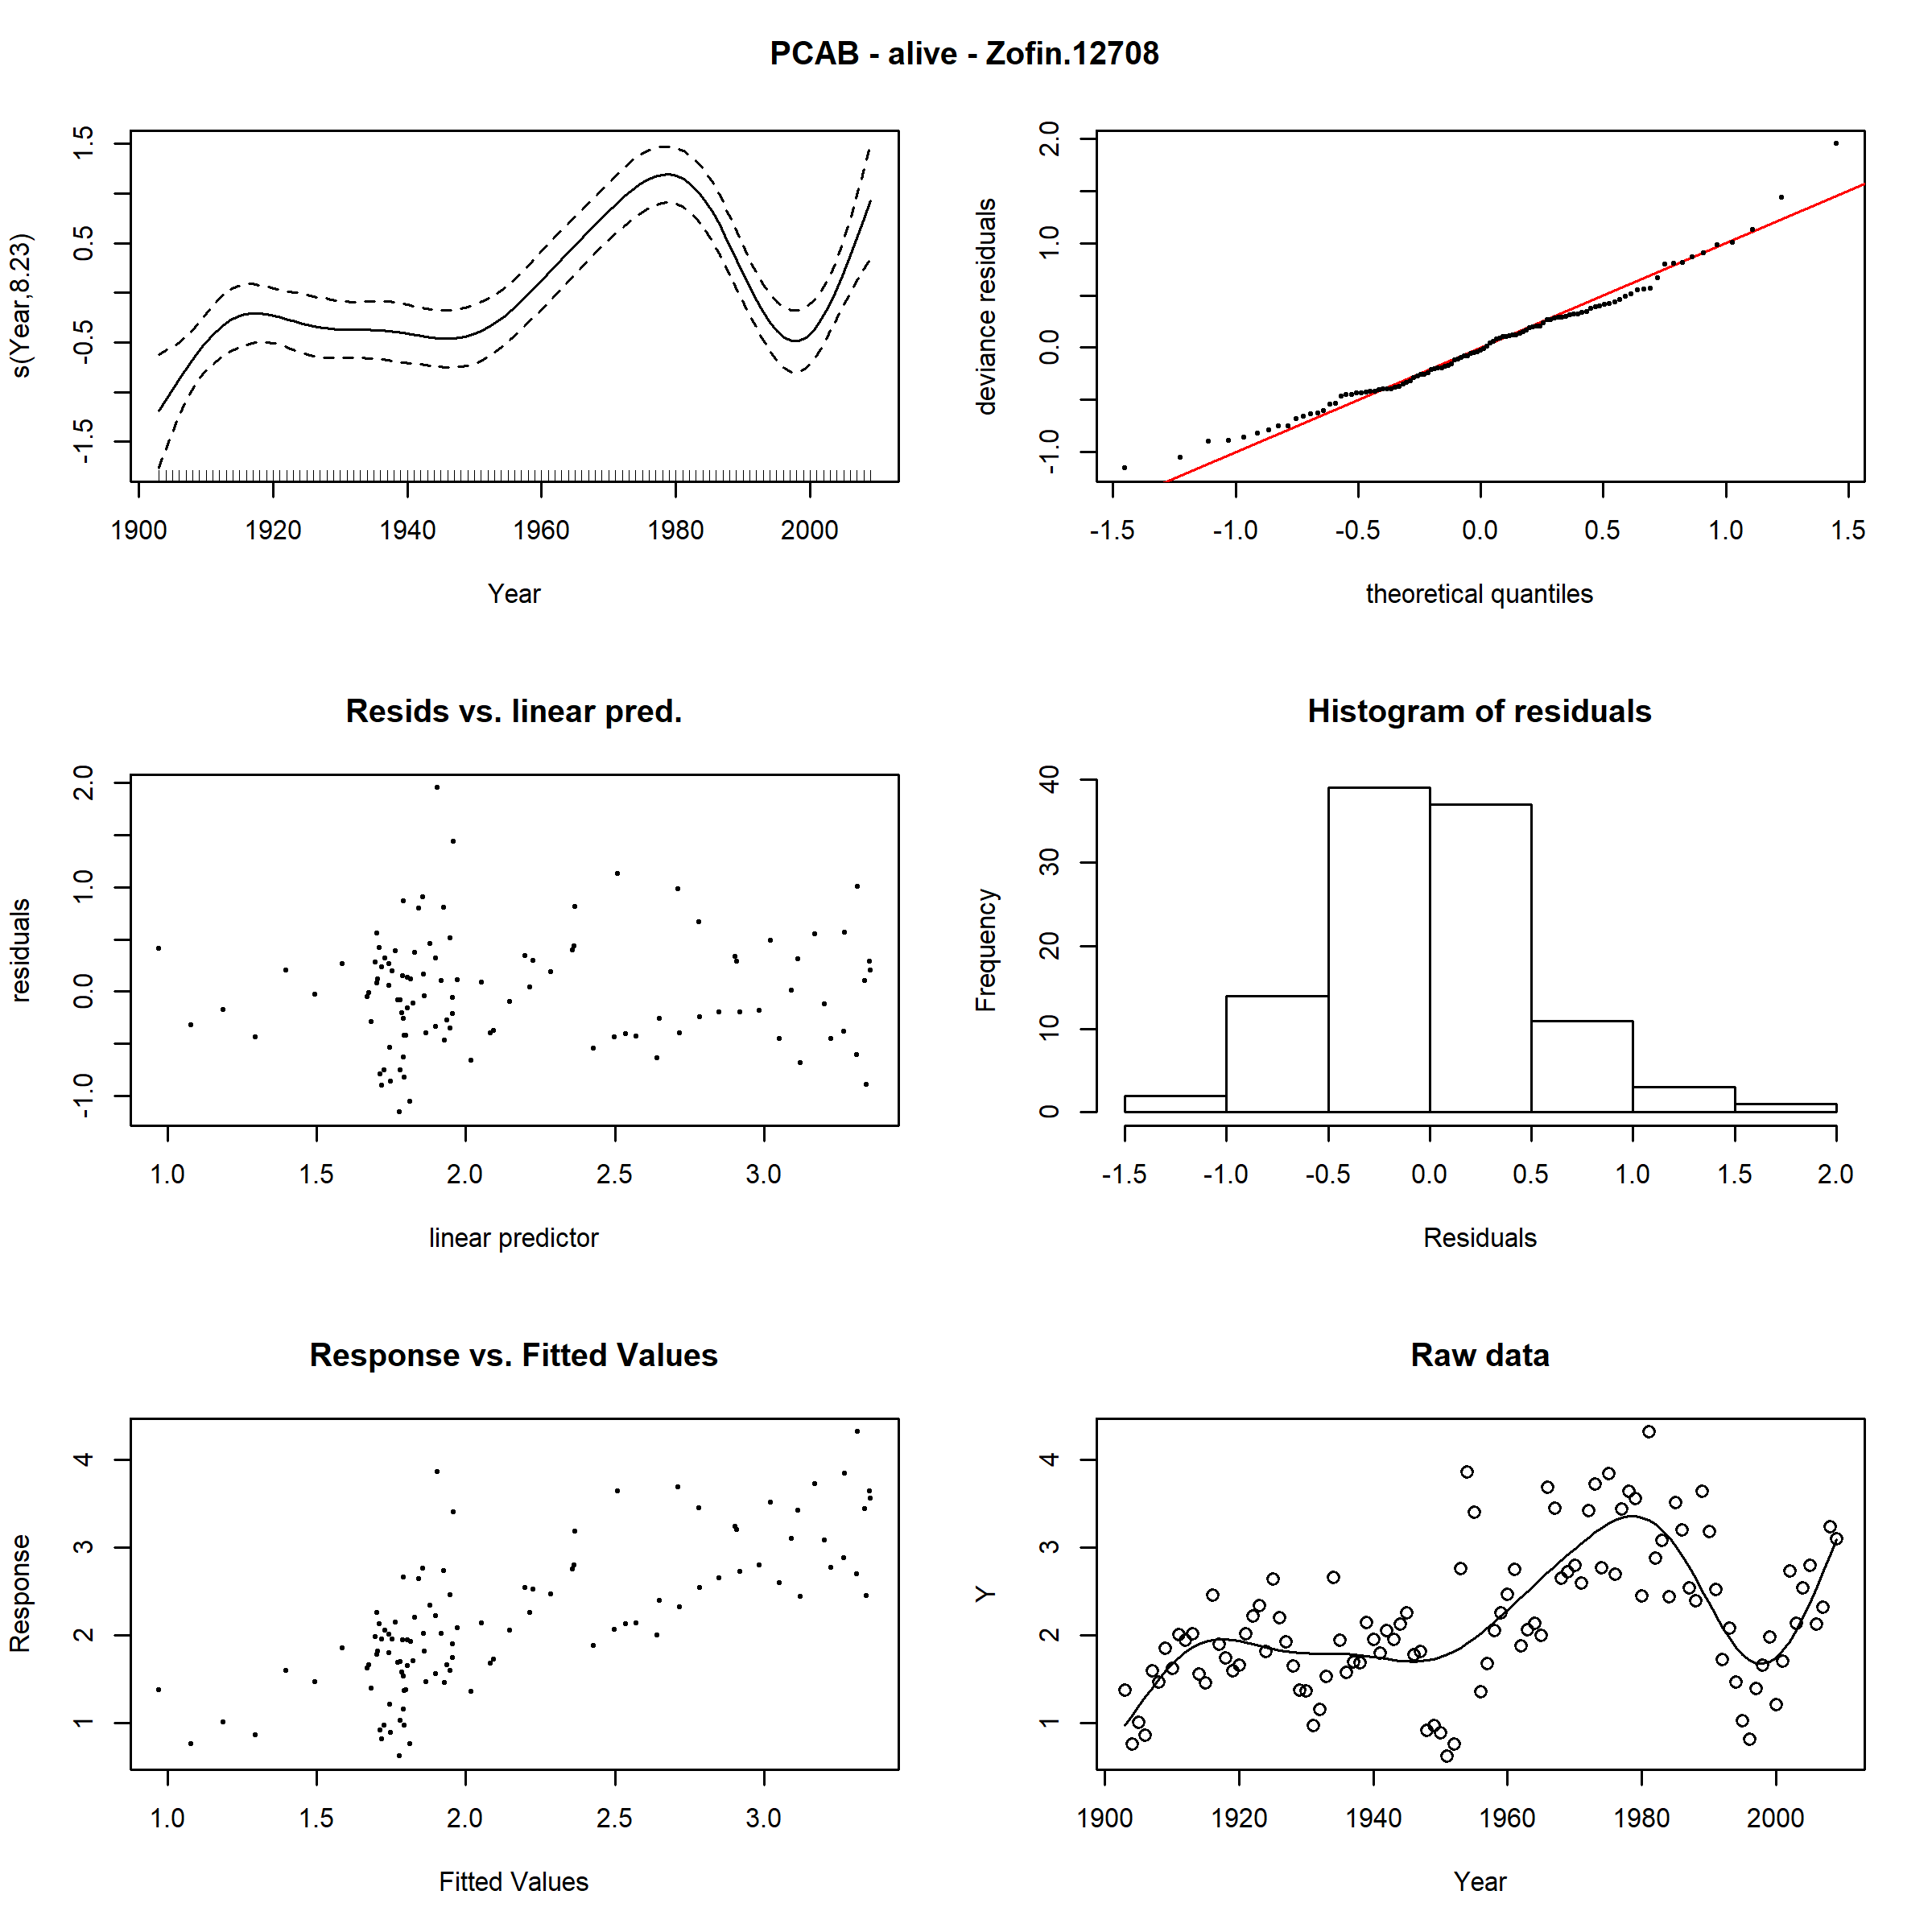 PCAB - alive - Zofin.12708
s(Year,8.23)
-1.5 -0.5 0.5 1.5
1900 1920 1940 1960 1980 2000
Year
deviance residuals
-1.0 0.0 1.0 2.0
-1.5 -1.0 -0.5 0.0 0.5 1.0 1.5
theoretical quantiles
Resids vs. linear pred.
residuals
-1.0 0.0 1.0 2.0
1.0 1.5 2.0 2.5 3.0
linear predictor
Histogram of residuals
Frequency
0 10 20 30 40
-1.5 -1.0 -0.5 0.0 0.5 1.0 1.5 2.0
Residuals
Response vs. Fitted Values
Response
1 2 3 4
1.0 1.5 2.0 2.5 3.0
Fitted Values
Raw data
Y
1 2 3 4
1900 1920 1940 1960 1980 2000
Year